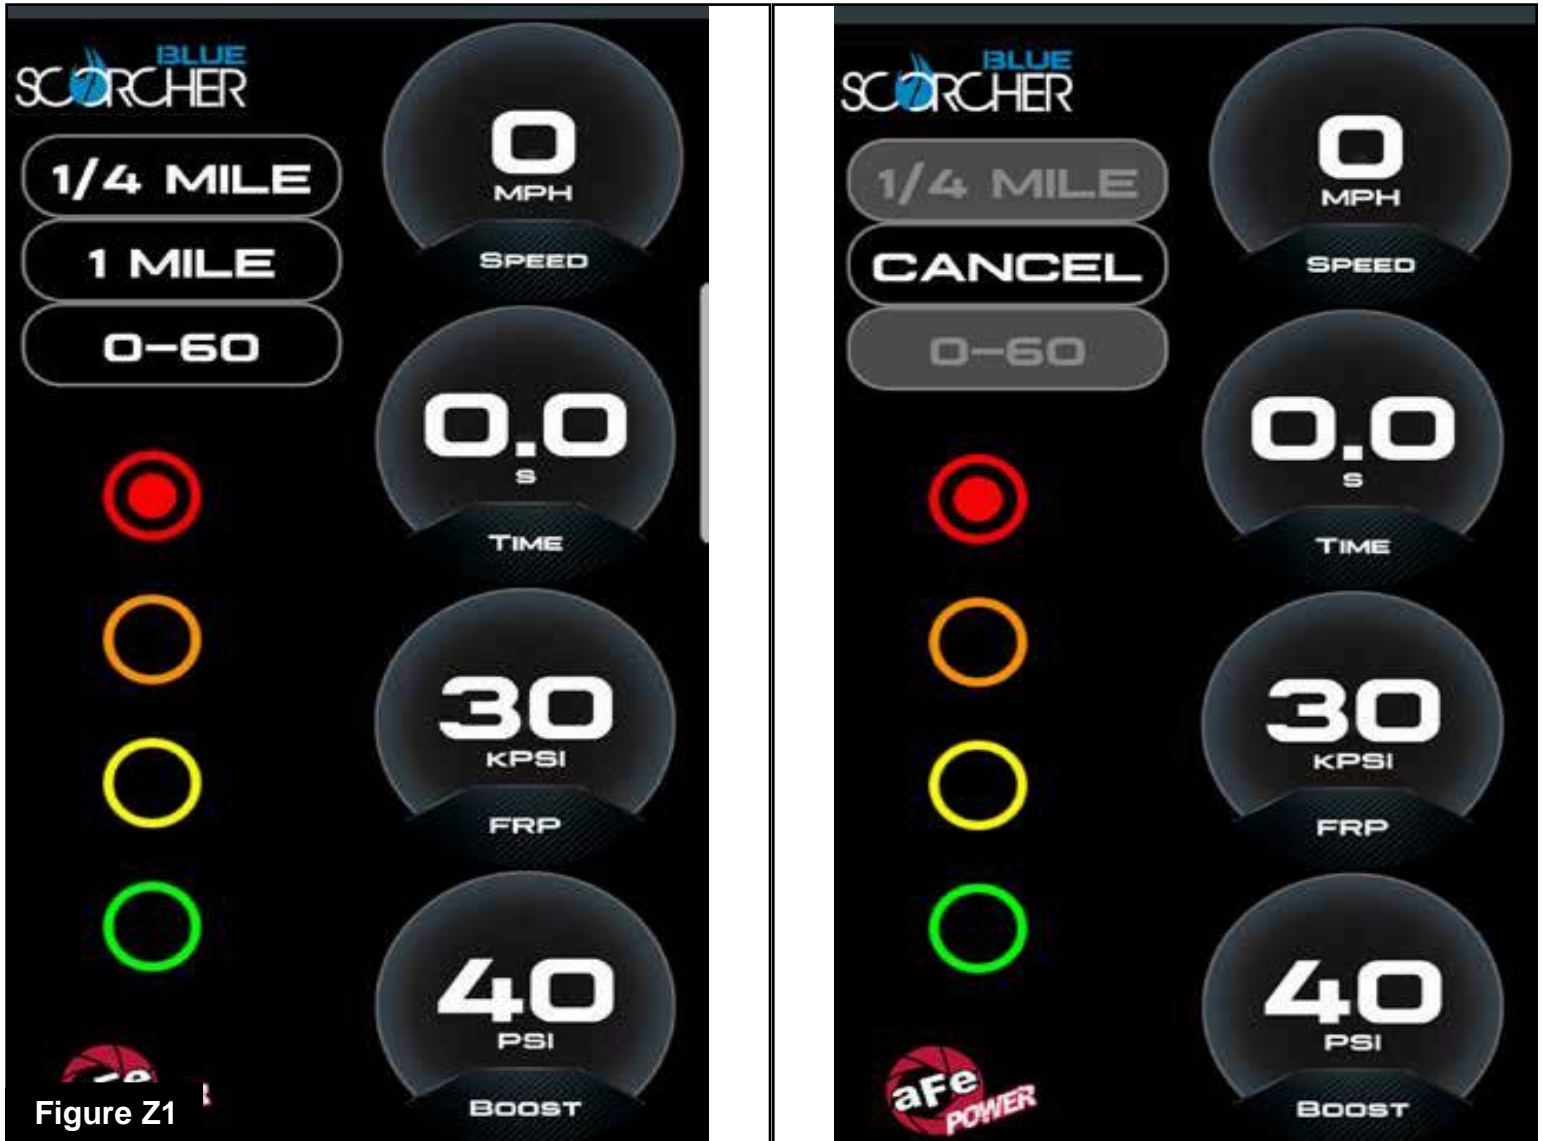 BLUE
SCORCHER
1/4 MILE
1 MILE
0-60
0
MPH
SPEED
0.0
S
TIME
30
KPSI
FRP
40
PSI
BOOST
Figure Z1
BLUE
SCORCHER
1/4 MILE
CANCEL
0-60
0
MPH
SPEED
0.0
S
TIME
30
KPSI
FRP
40
PSI
BOOST
aFe
POWER